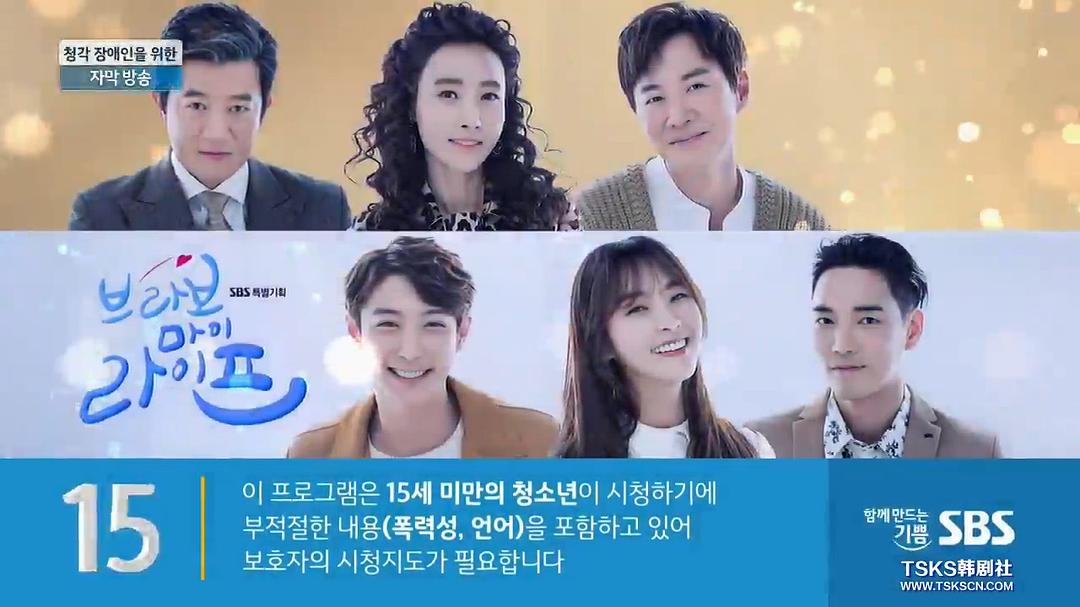 청각 장애인을 위한
자막 방송
브라보
마이
라이프
SBS 특별기획
15
이 프로그램은 15세 미만의 청소년이 시청하기에
부적절한 내용(폭력성, 언어)을 포함하고 있어
보호자의 시청지도가 필요합니다
함께 만드는
기쁨
SBS
TSKS韩剧社
WWW.TSKSCN.COM